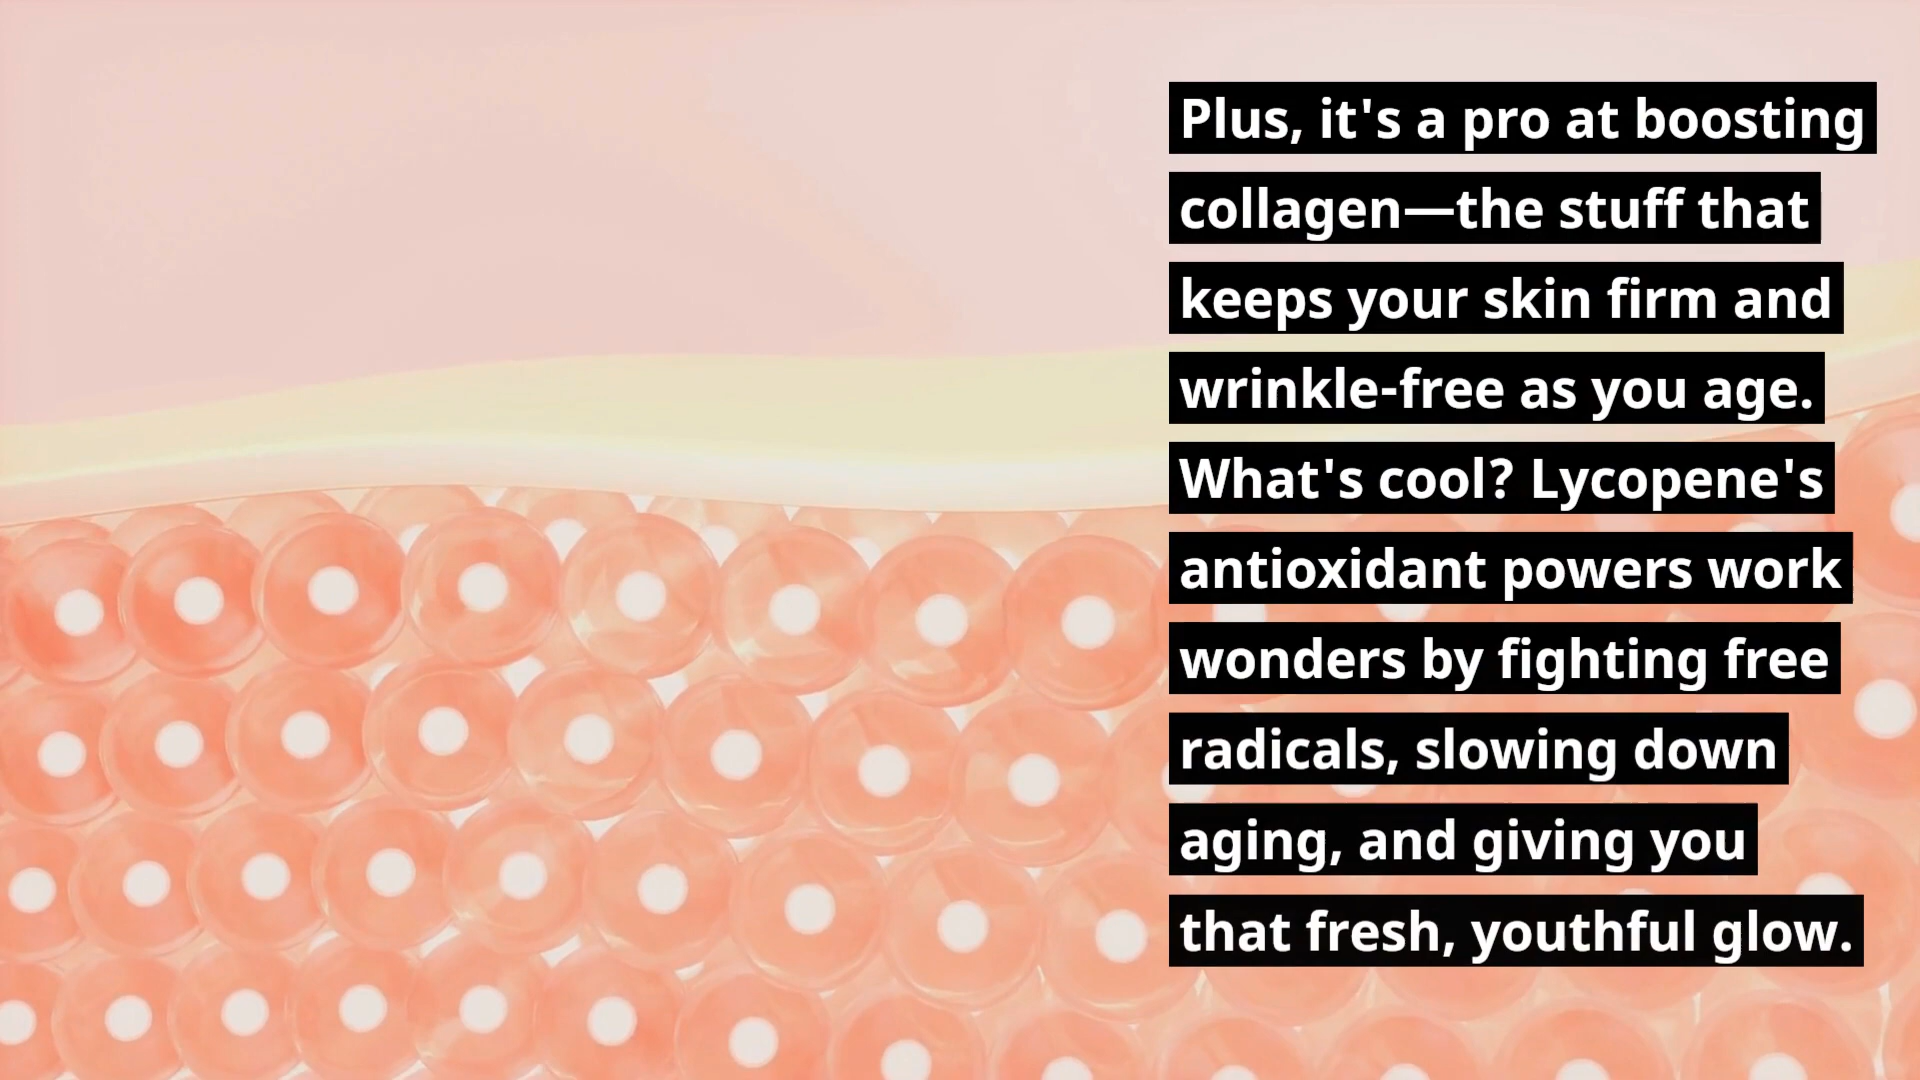 Plus, it's a pro at boosting
collagen—the stuff that
keeps your skin firm and
wrinkle-free as you age.
What's cool? Lycopene's
antioxidant powers work
wonders by fighting free
radicals, slowing down
aging, and giving you
that fresh, youthful glow.